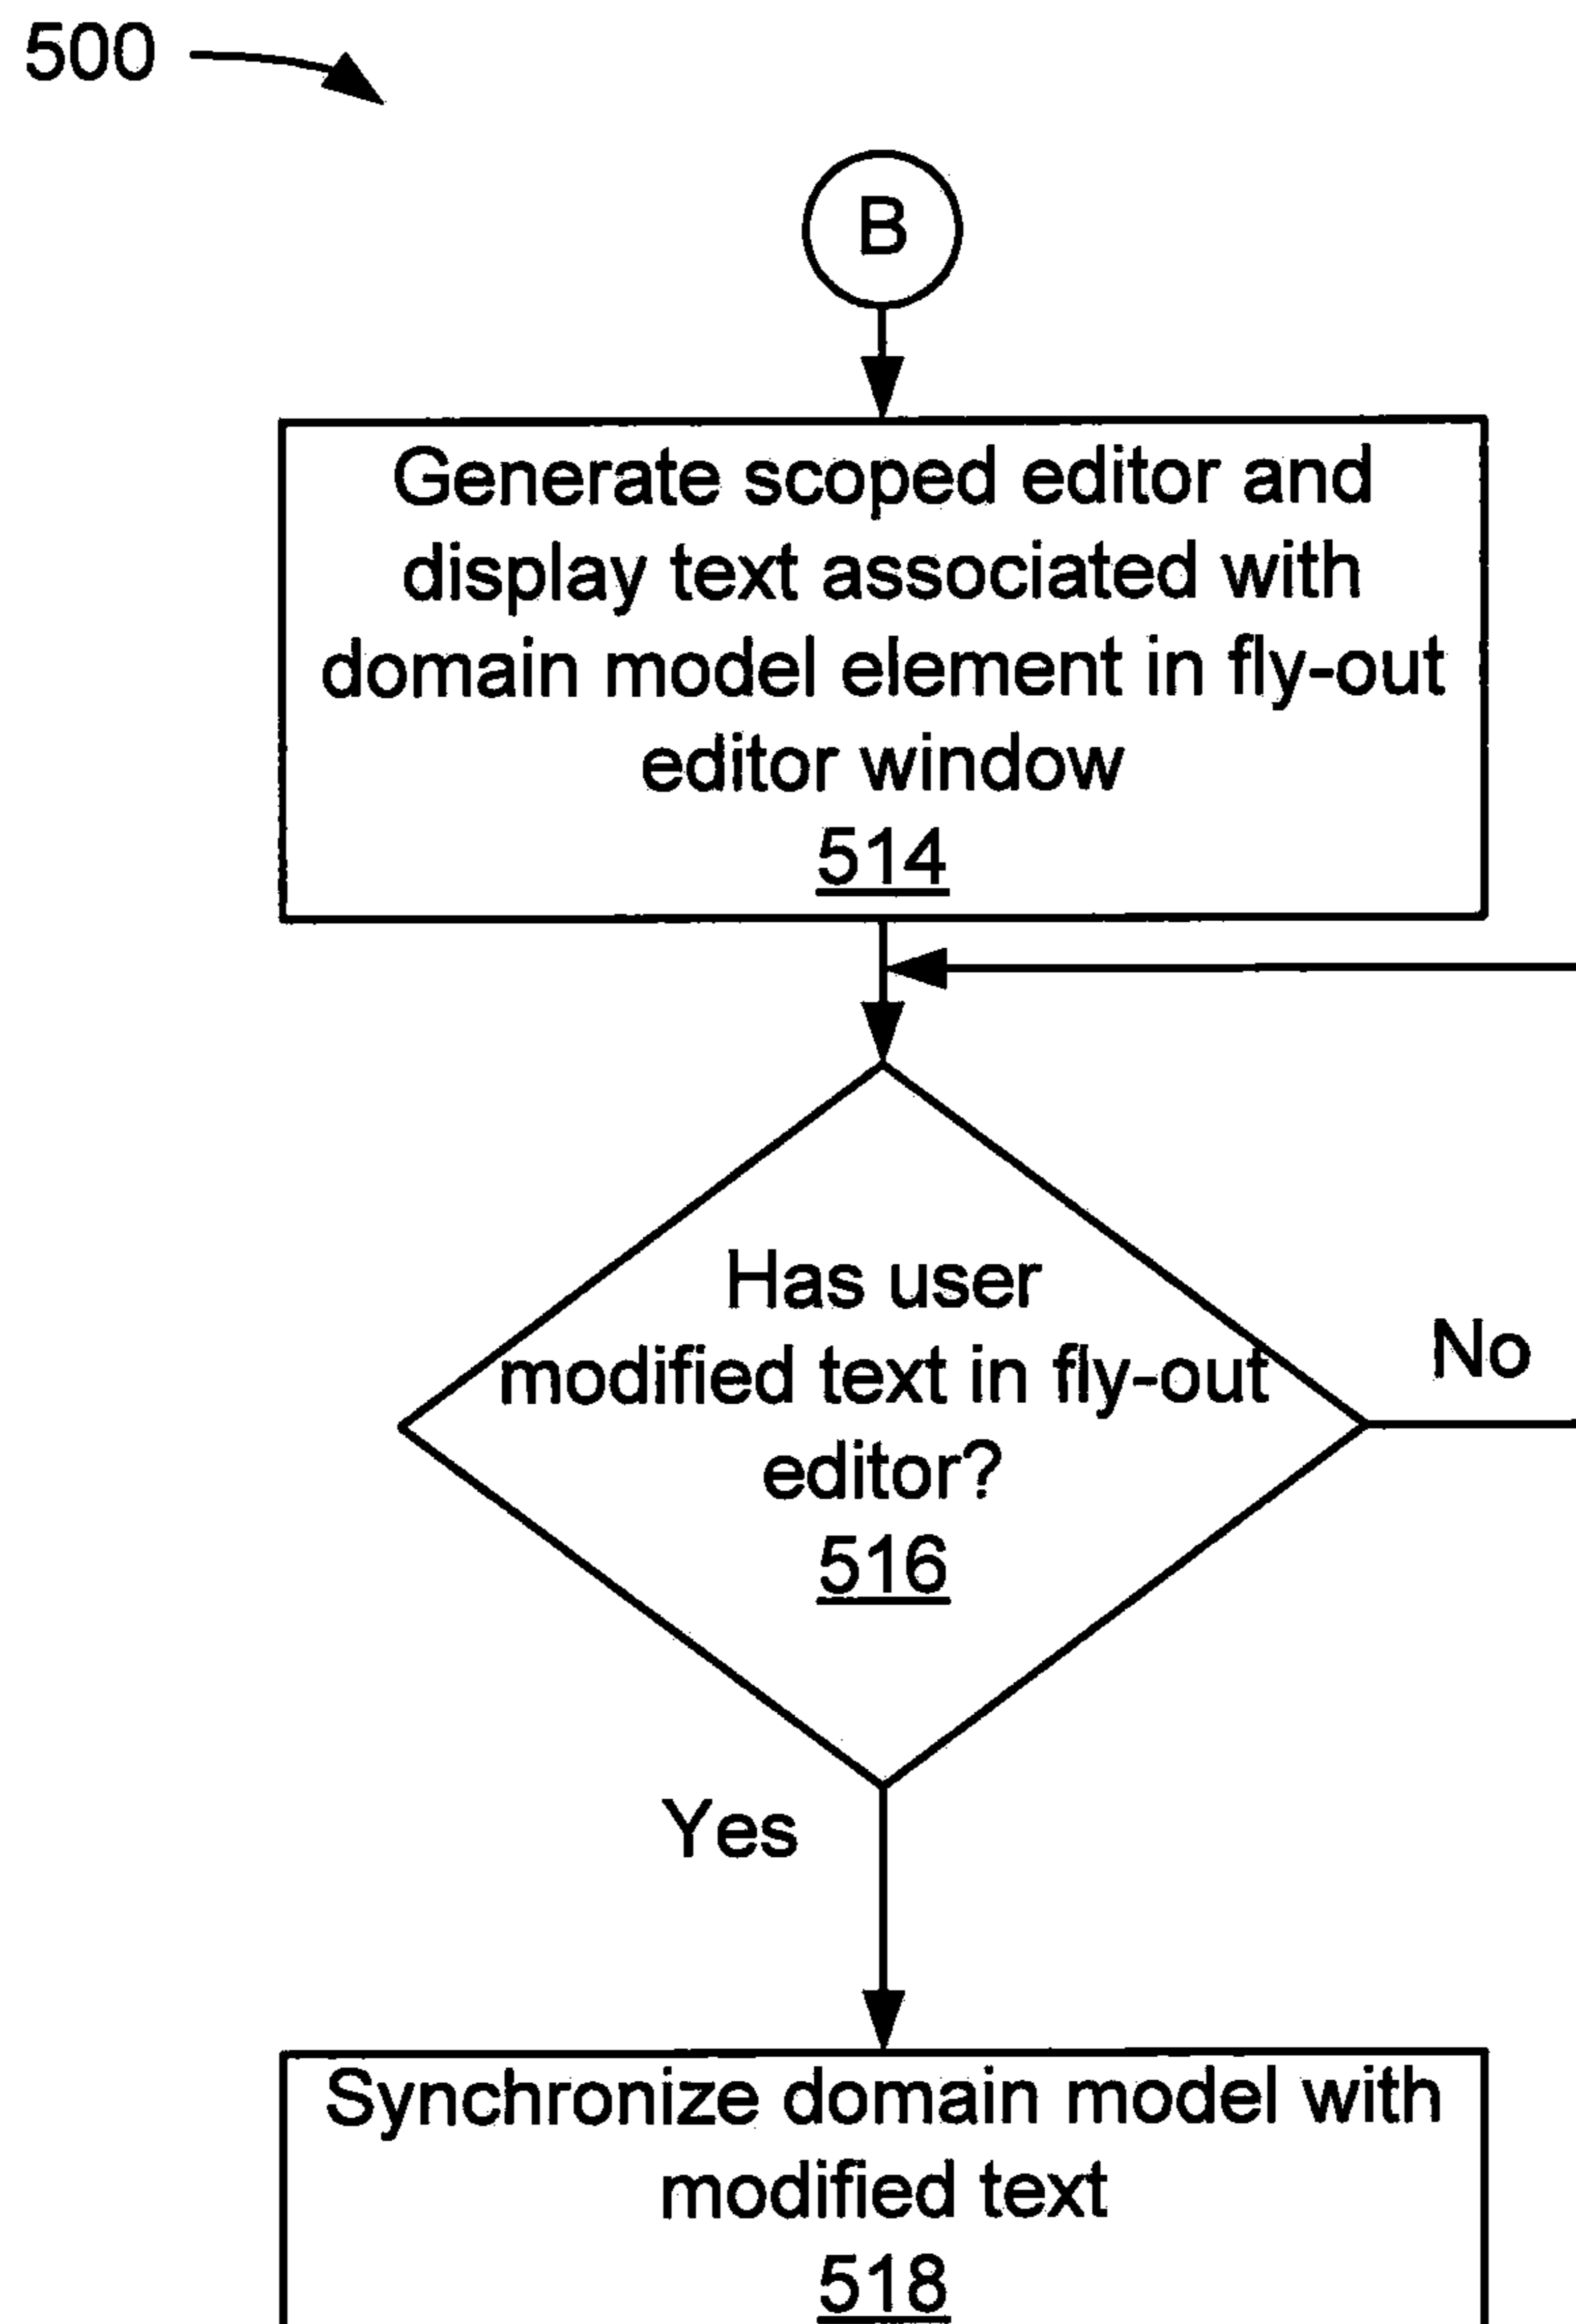 500
B
Generate scoped editor and
display text associated with
domain model element in fly-out
editor window
514
Has user
modified text in fly-out
editor?
516
No
Yes
Synchronize domain model with
modified text
518